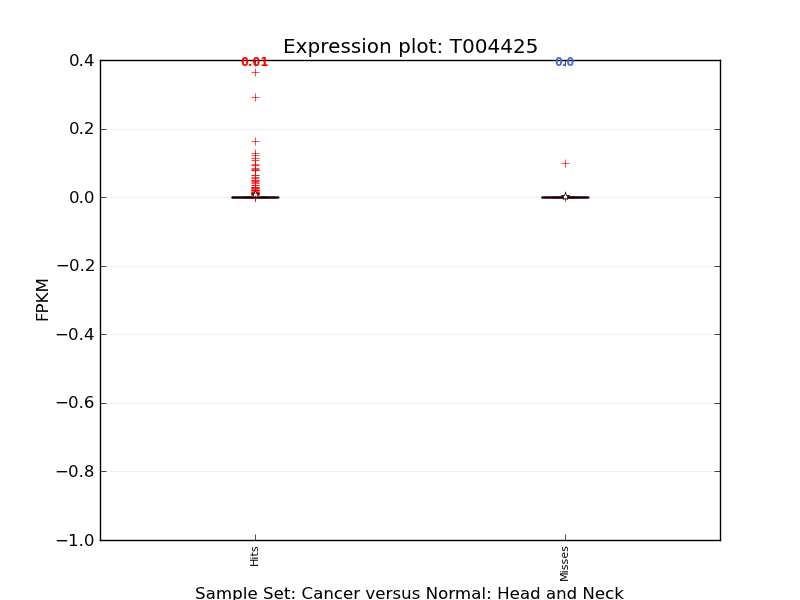 Expression plot: T004425
0.01
0.0
0.4
0.2
0.0
−0.2
−0.4
−0.6
−0.8
−1.0
FPKM
Hits
Misses
Sample Set: Cancer versus Normal: Head and Neck